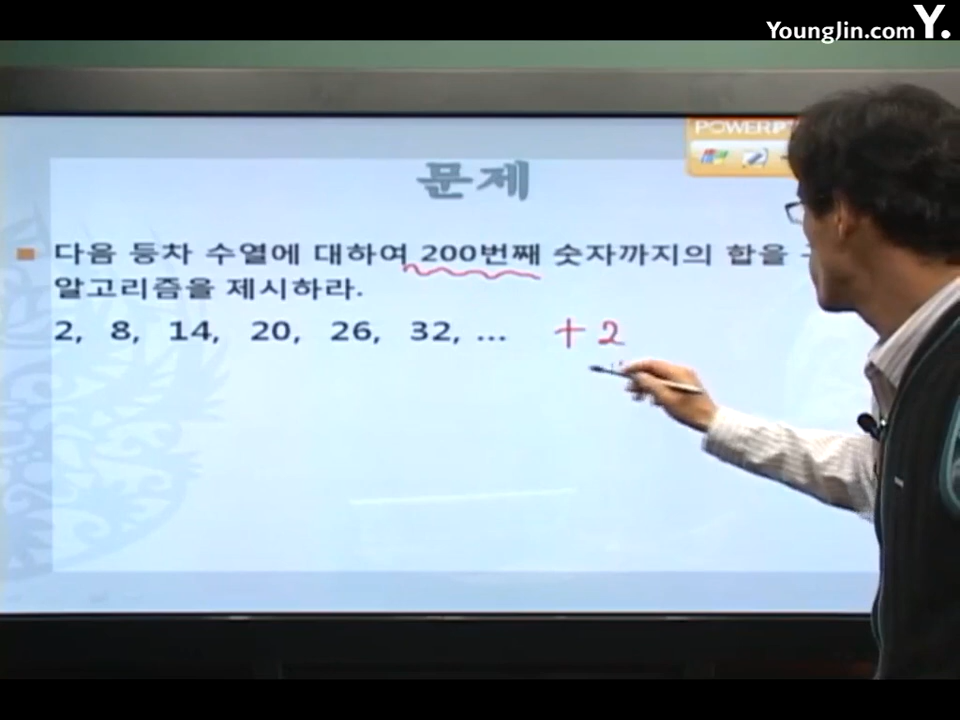 YoungJin.com Y.
POWERP
문제
다음 등차 수열에 대하여 200번째 숫자까지의 합을
알고리즘을 제시하라.
2, 8, 14, 20, 26, 32, ... + 2